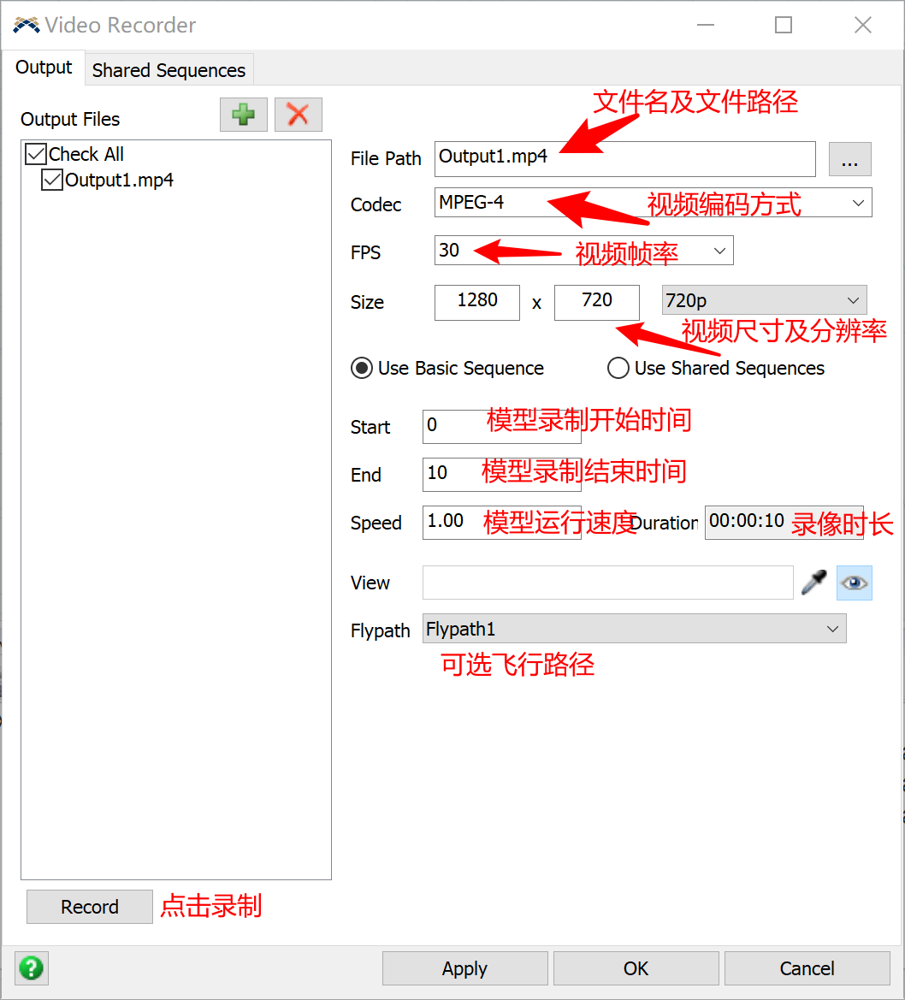 Video Recorder
Output
Shared Sequences
Output Files
Check All
Output1.mp4
文件名及文件路径
File Path
Output1.mp4
...
Codec
MPEG-4
视频编码方式
FPS
30
视频帧率
Size
1280
x
720
720p
视频尺寸及分辨率
Use Basic Sequence
Use Shared Sequences
Start
0
模型录制开始时间
End
10
模型录制结束时间
Speed
1.00
模型运行速度
Duration
00:00:10
录像时长
View
Flypath
Flypath1
可选飞行路径
Record
点击录制
?
Apply
OK
Cancel